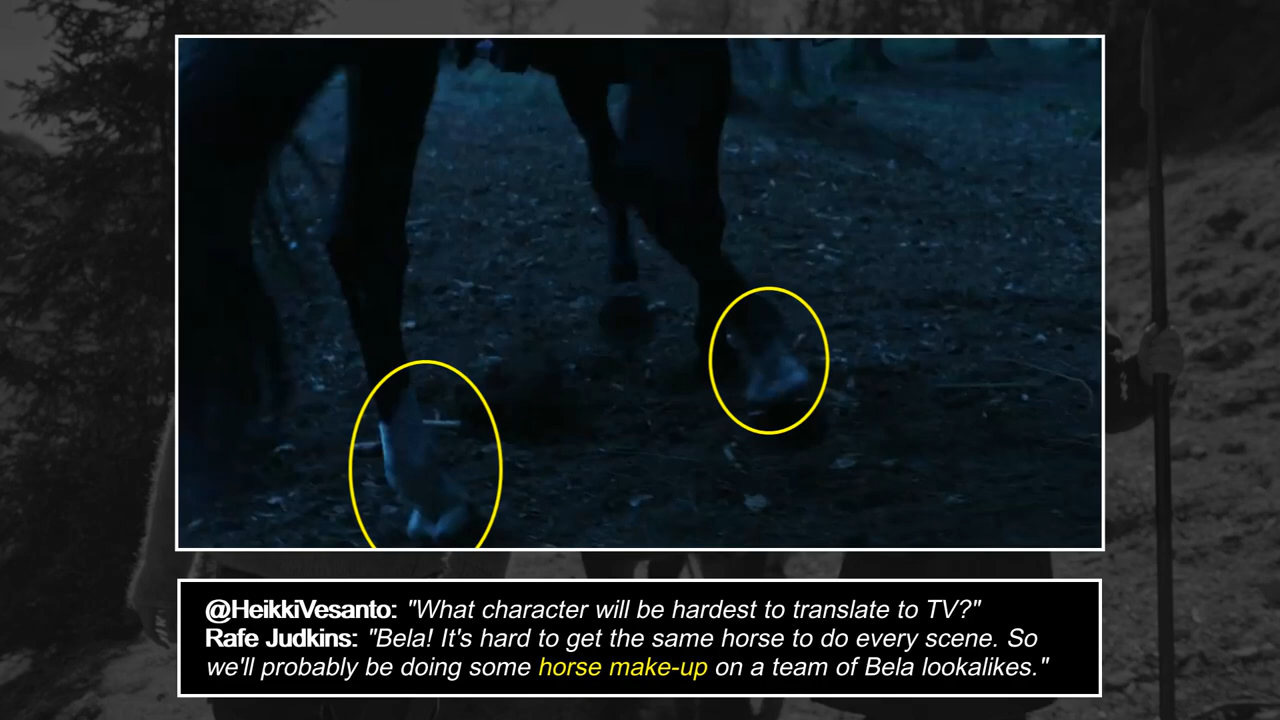 @HeikkiVesanto: "What character will be hardest to translate to TV?"
Rafe Judkins: "Bela! It's hard to get the same horse to do every scene. So
we'll probably be doing some horse make-up on a team of Bela lookalikes."